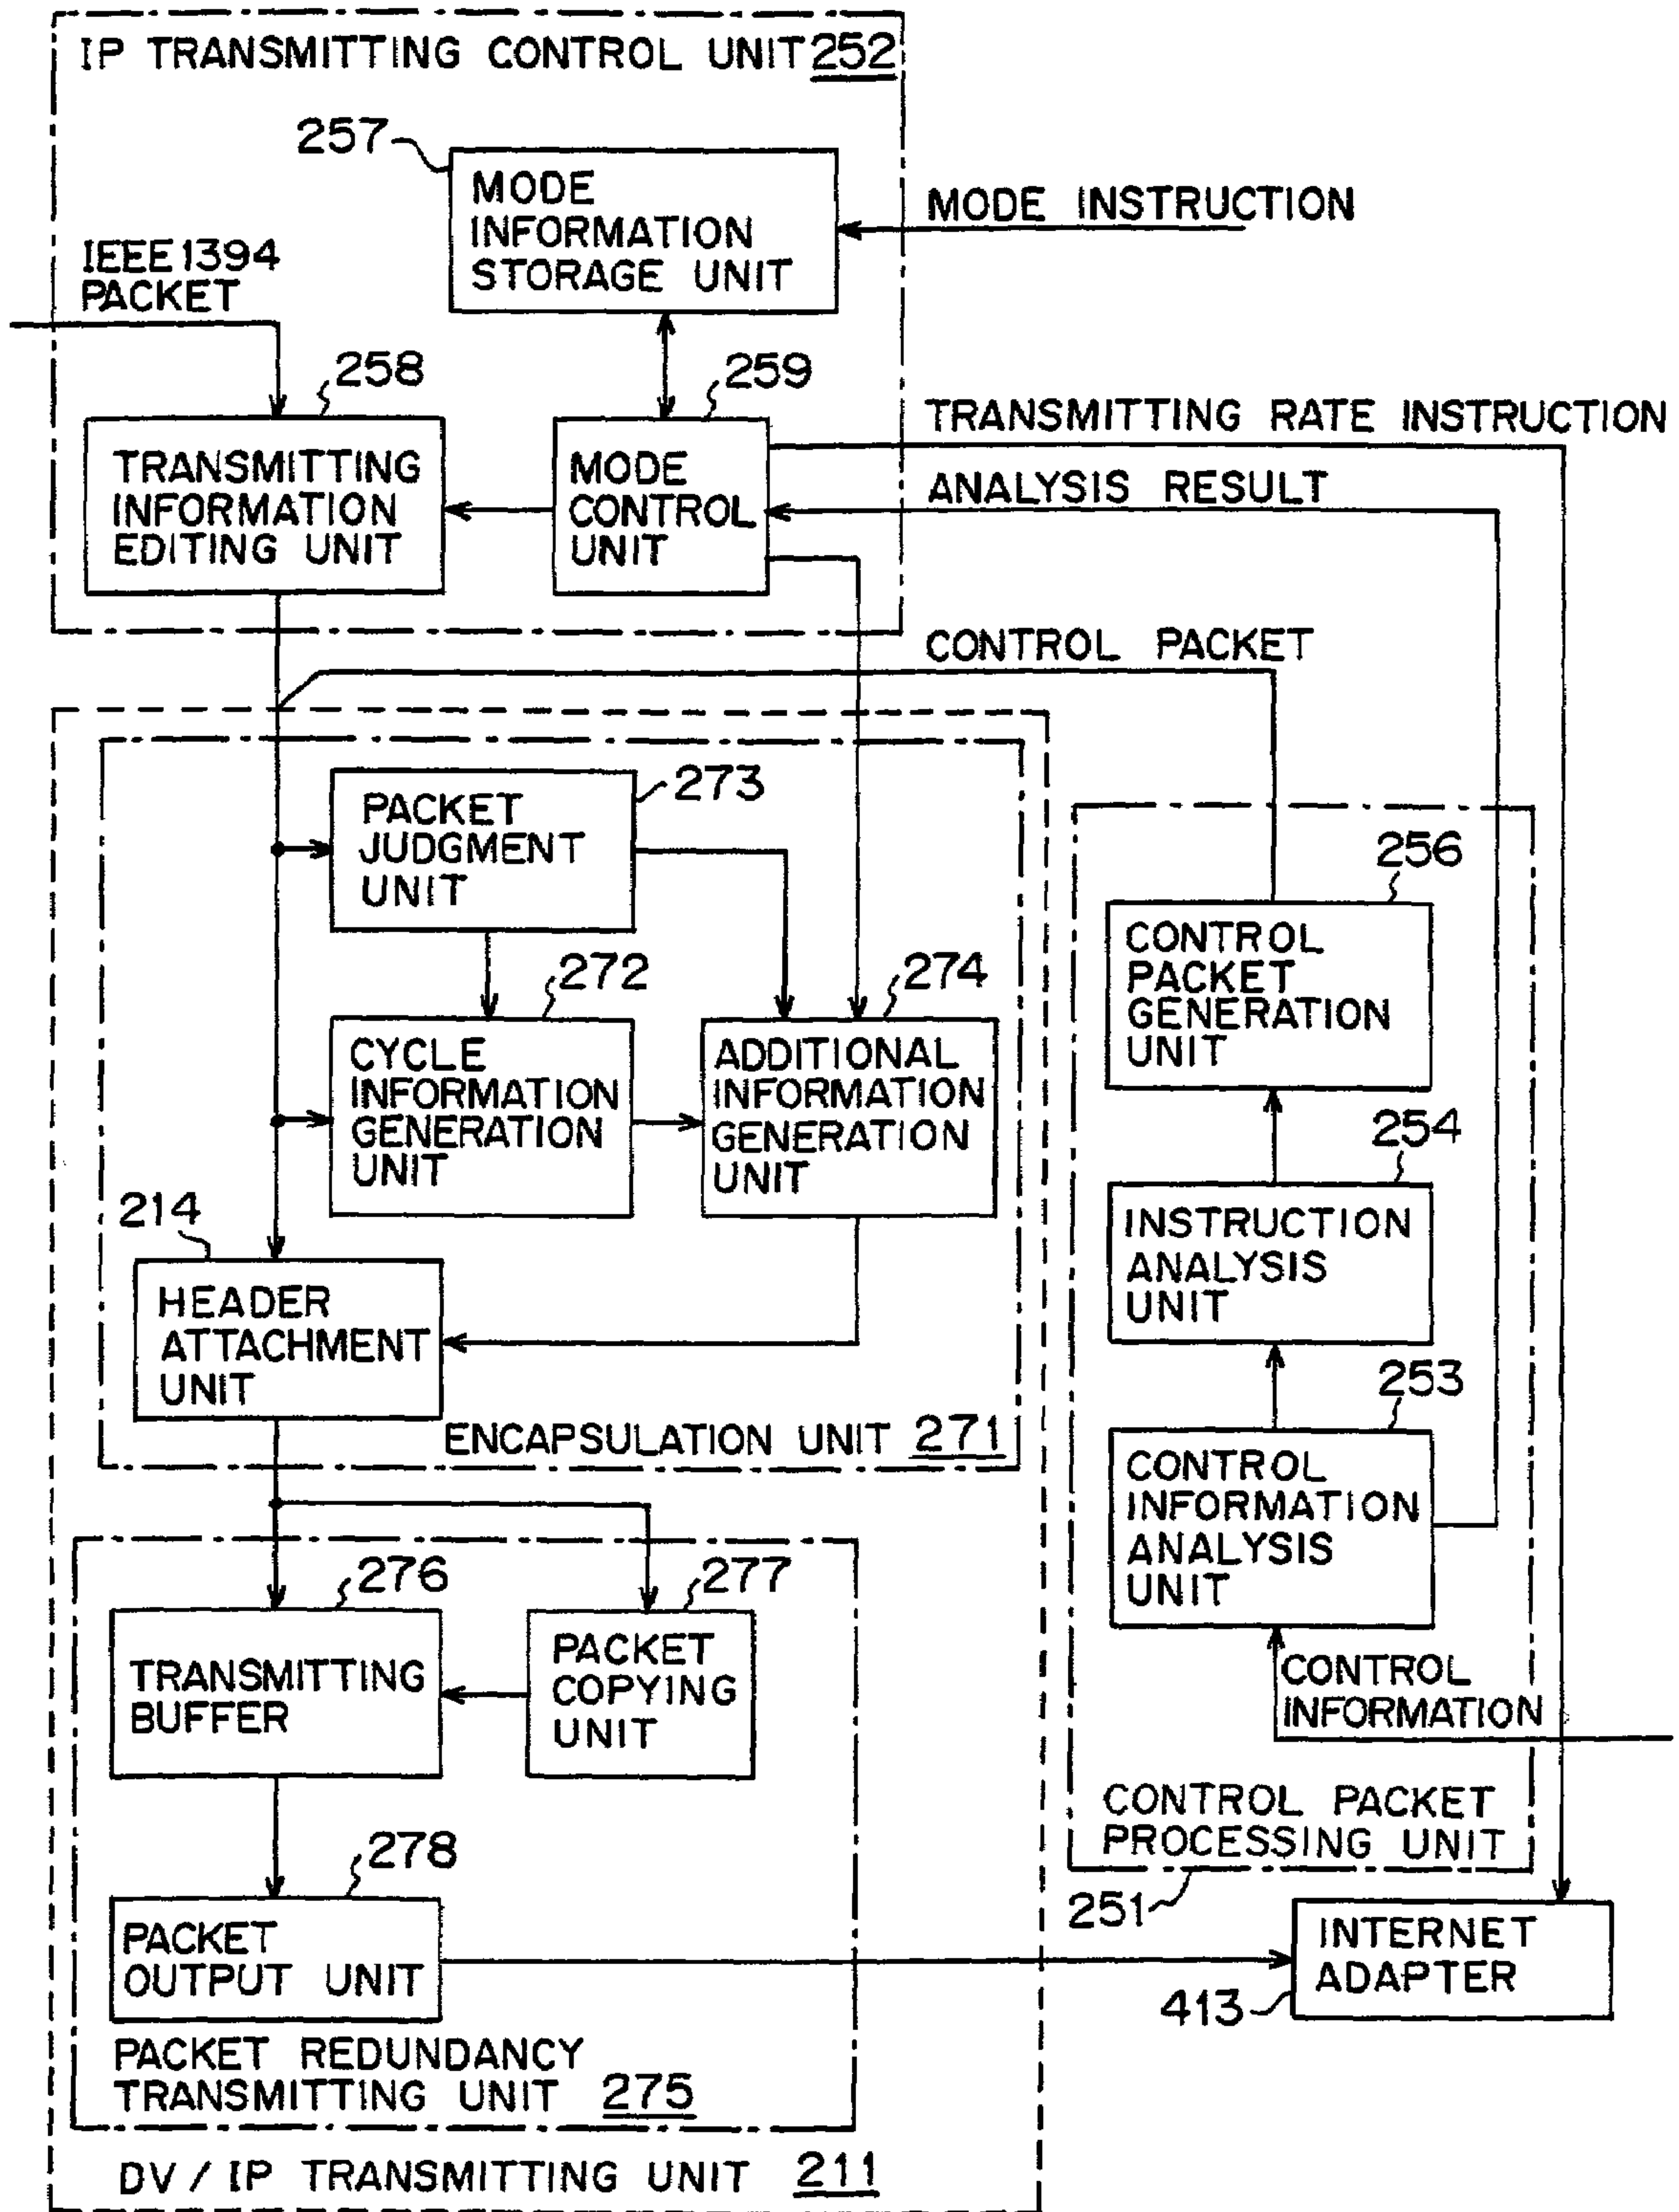 IP TRANSMITTING CONTROL UNIT 252
257
MODE
INFORMATION
STORAGE UNIT
MODE INSTRUCTION
IEEE1394
PACKET
258
259
TRANSMITTING
INFORMATION
EDITING UNIT
MODE
CONTROL
UNIT
TRANSMITTING RATE INSTRUCTION
ANALYSIS RESULT
CONTROL PACKET
273
PACKET
JUDGMENT
UNIT
256
CONTROL
PACKET
GENERATION
UNIT
272
274
CYCLE
INFORMATION
GENERATION
UNIT
ADDITIONAL
INFORMATION
GENERATION
UNIT
254
INSTRUCTION
ANALYSIS
UNIT
214
HEADER
ATTACHMENT
UNIT
ENCAPSULATION UNIT 271
253
CONTROL
INFORMATION
ANALYSIS
UNIT
276
277
TRANSMITTING
BUFFER
PACKET
COPYING
UNIT
CONTROL
INFORMATION
CONTROL PACKET
PROCESSING UNIT
251
278
PACKET
OUTPUT UNIT
INTERNET
ADAPTER
413
PACKET REDUNDANCY
TRANSMITTING UNIT 275
DV / IP TRANSMITTING UNIT 211